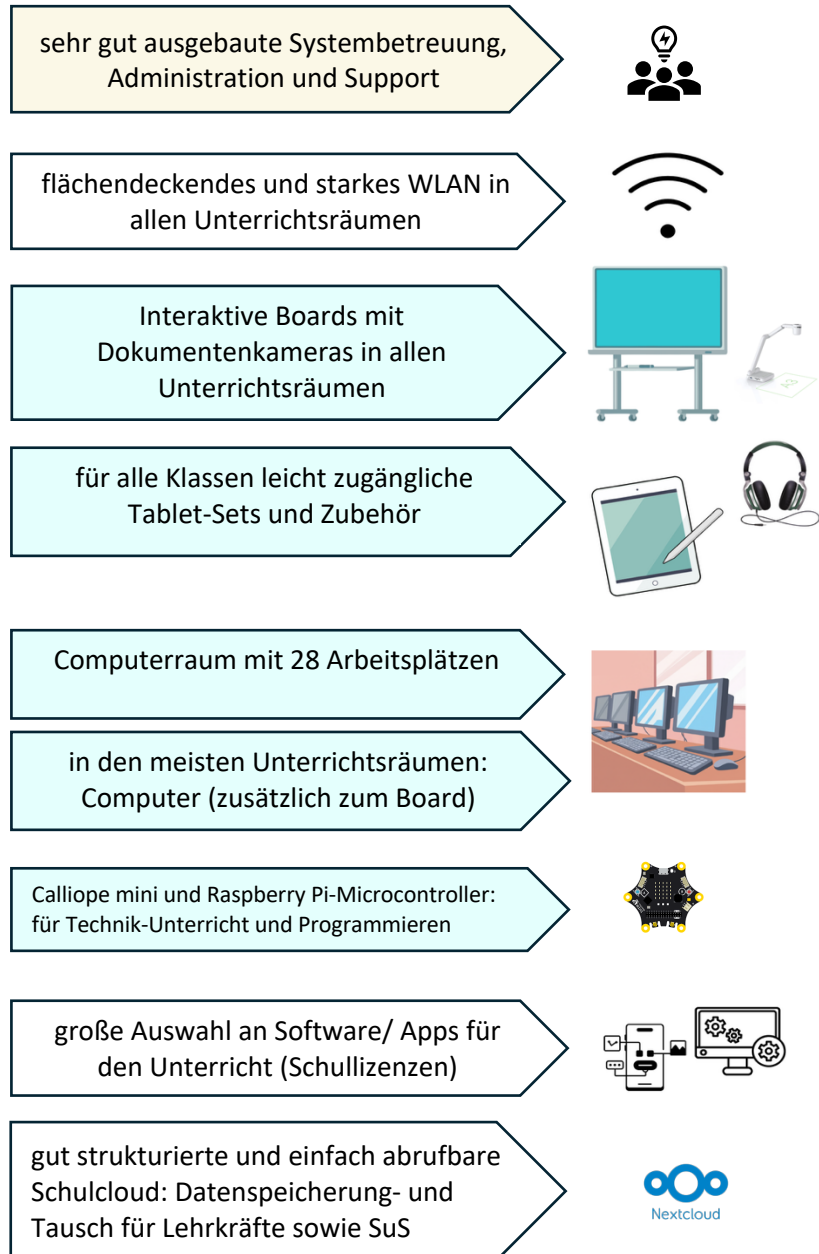 sehr gut ausgebaute Systembetreuung,
Administration und Support
flächendeckendes und starkes WLAN in
allen Unterrichtsräumen
Interaktive Boards mit
Dokumentenkameras in allen
Unterrichtsräumen
für alle Klassen leicht zugängliche
Tablet-Sets und Zubehör
Computerraum mit 28 Arbeitsplätzen
in den meisten Unterrichtsräumen:
Computer (zusätzlich zum Board)
Calliope mini und Raspberry Pi-Microcontroller:
für Technik-Unterricht und Programmieren
große Auswahl an Software/ Apps für
den Unterricht (Schullizenzen)
gut strukturierte und einfach abrufbare
Schulcloud: Datenspeicherung- und
Tausch für Lehrkräfte sowie SuS
Nextcloud